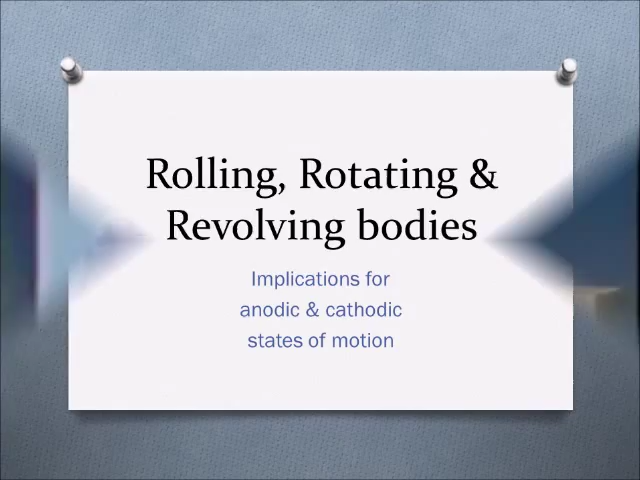 Rolling, Rotating &
Revolving bodies
Implications for
anodic & cathodic
states of motion